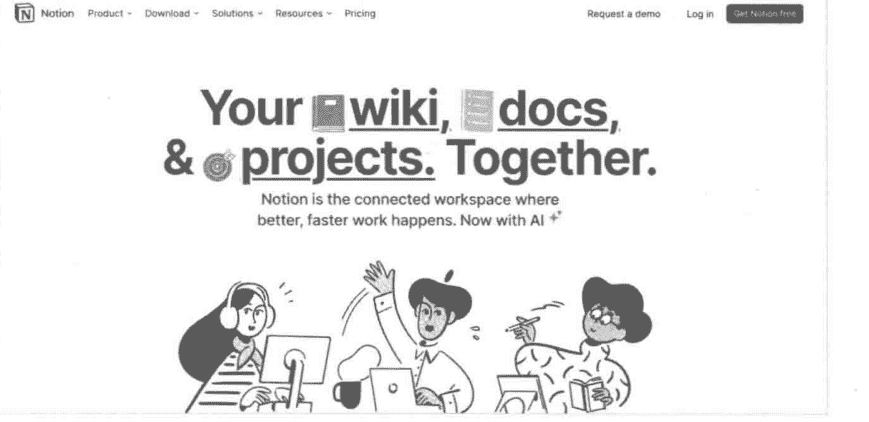 Notion Product Download Solutions Resources Pricing Request a demo Log in Get Notion free
Your wiki, docs,
& projects. Together.
Notion is the connected workspace where
better, faster work happens. Now with AI